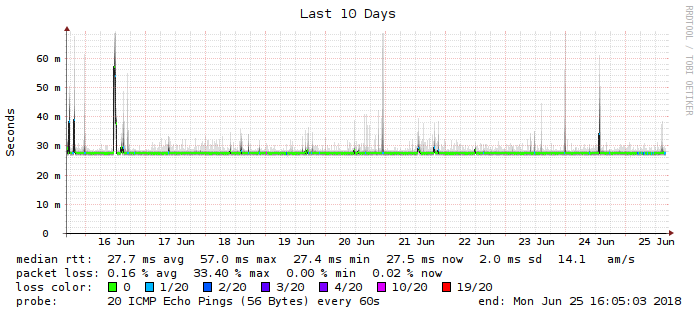 Last 10 Days
RRDTOOL / TOBI OETIKER
Seconds
60 m
50 m
40 m
30 m
20 m
10 m
0
16 Jun 17 Jun 18 Jun 19 Jun 20 Jun 21 Jun 22 Jun 23 Jun 24 Jun 25 Jun
median rtt: 27.7 ms avg 57.0 ms max 27.4 ms min 27.5 ms now 2.0 ms sd 14.1 am/s
packet loss: 0.16 % avg 33.40 % max 0.00 % min 0.02 % now
loss color: 0 1/20 2/20 3/20 4/20 10/20 19/20
probe: 20 ICMP Echo Pings (56 Bytes) every 60s end: Mon Jun 25 16:05:03 2018